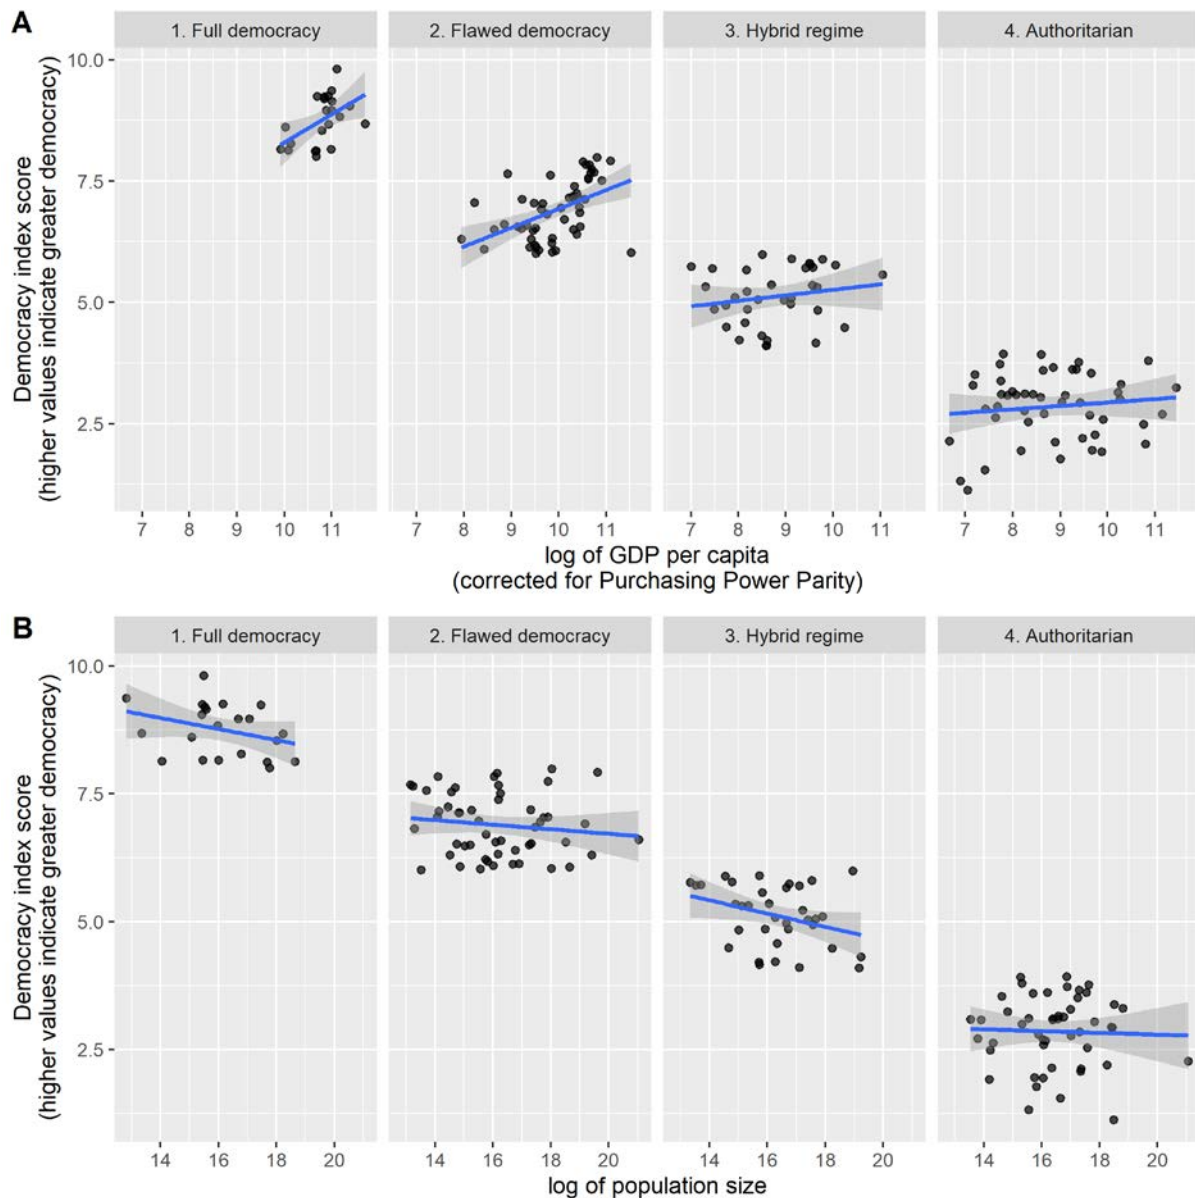 A
1. Full democracy 2. Flawed democracy 3. Hybrid regime 4. Authoritarian
Democracy index score
(higher values indicate greater democracy)
10.0
7.5
5.0
2.5
7 8 9 10 11 7 8 9 10 11 7 8 9 10 11 7 8 9 10 11
log of GDP per capita
(corrected for Purchasing Power Parity)
B
1. Full democracy 2. Flawed democracy 3. Hybrid regime 4. Authoritarian
Democracy index score
(higher values indicate greater democracy)
10.0
7.5
5.0
2.5
14 16 18 20 14 16 18 20 14 16 18 20 14 16 18 20
log of population size